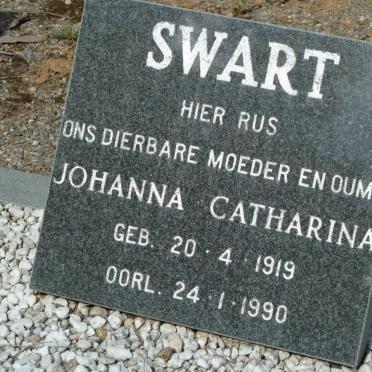 SWART
HIER RUS
ONS DIERBARE MOEDER EN OUM
JOHANNA CATHARINA
GEB. 20·4·1919
OORL. 24·1·1990